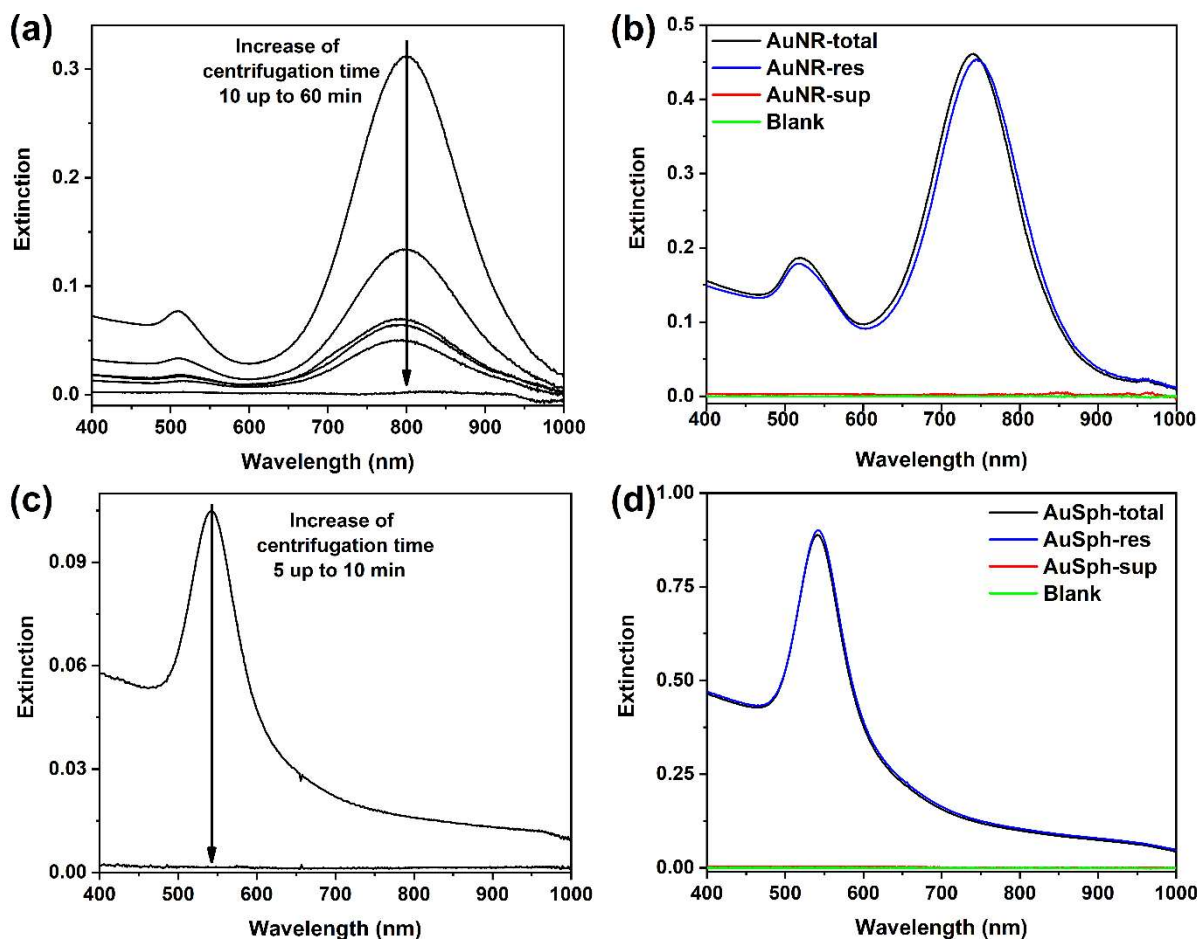 (a)
Increase of
centrifugation time
10 up to 60 min
Extinction
0.3
0.2
0.1
0.0
400 500 600 700 800 900 1000
Wavelength (nm)
(b)
AuNR-total
AuNR-res
AuNR-sup
Blank
Extinction
0.5
0.4
0.3
0.2
0.1
0.0
400 500 600 700 800 900 1000
Wavelength (nm)
(c)
Increase of
centrifugation time
5 up to 10 min
Extinction
0.09
0.06
0.03
0.00
400 500 600 700 800 900 1000
Wavelength (nm)
(d)
AuSph-total
AuSph-res
AuSph-sup
Blank
Extinction
1.00
0.75
0.50
0.25
0.00
400 500 600 700 800 900 1000
Wavelength (nm)